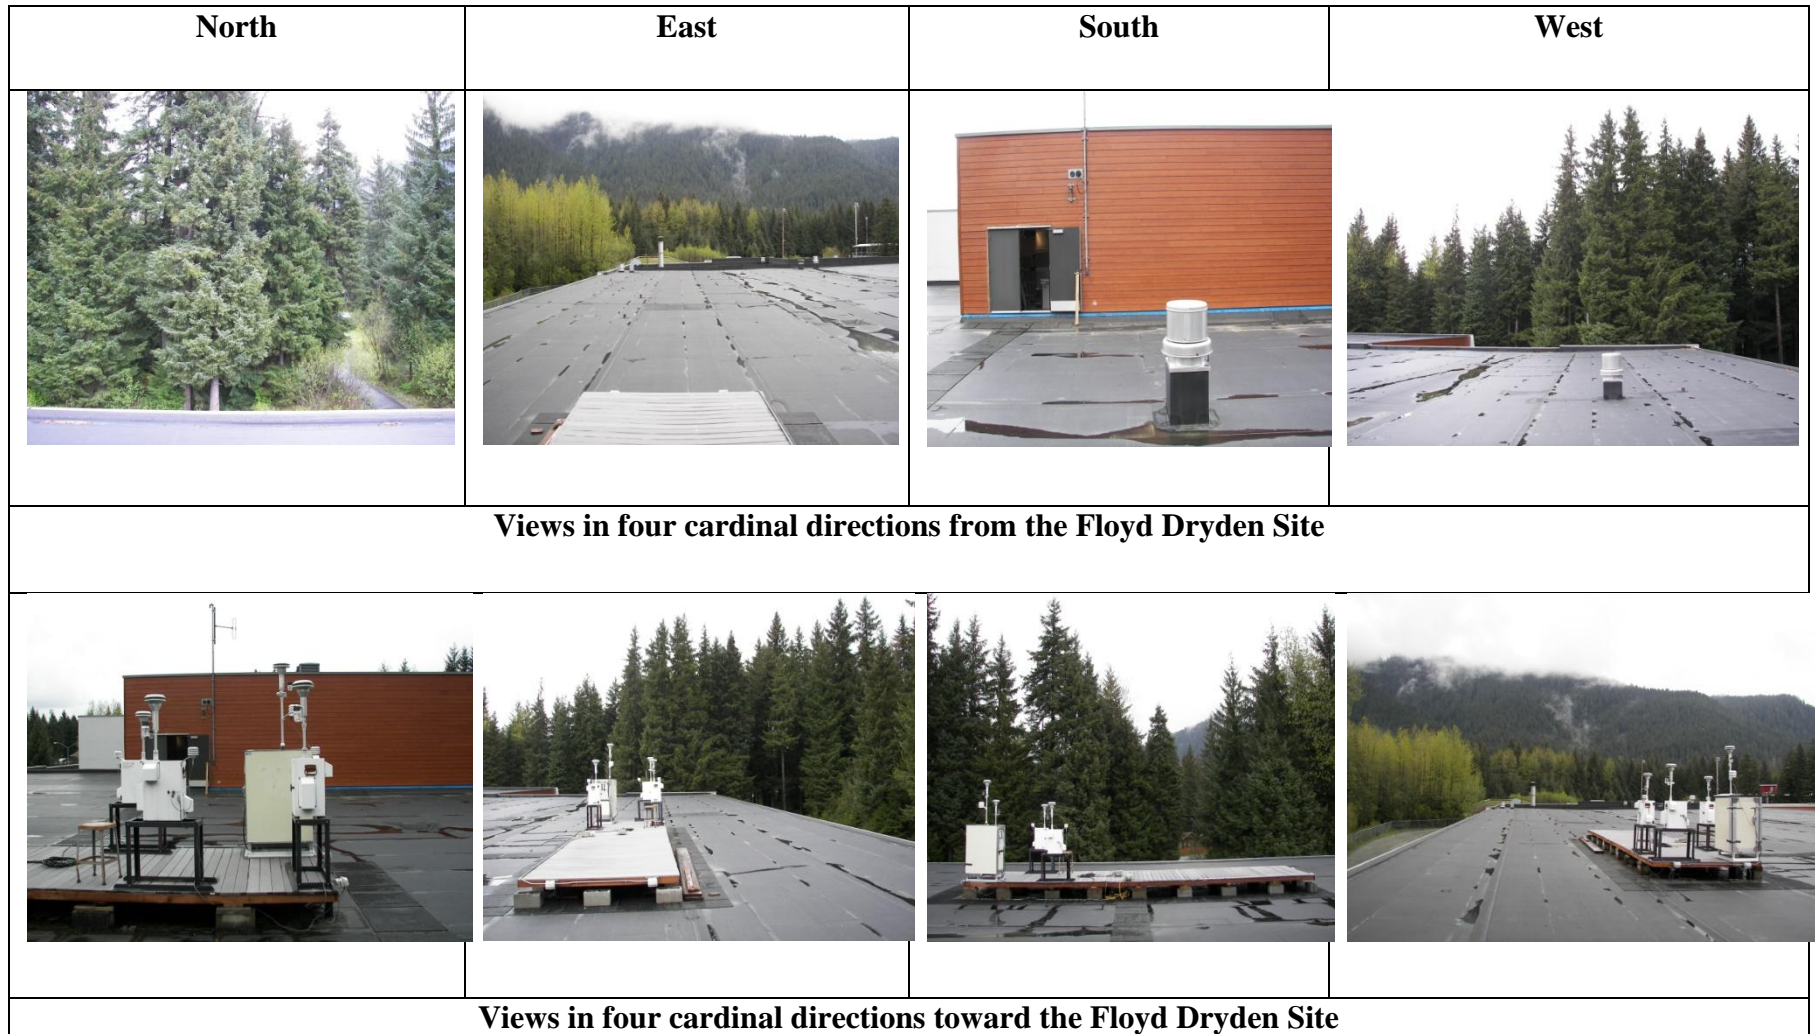 North
East
South
West
Views in four cardinal directions from the Floyd Dryden Site
Views in four cardinal directions toward the Floyd Dryden Site